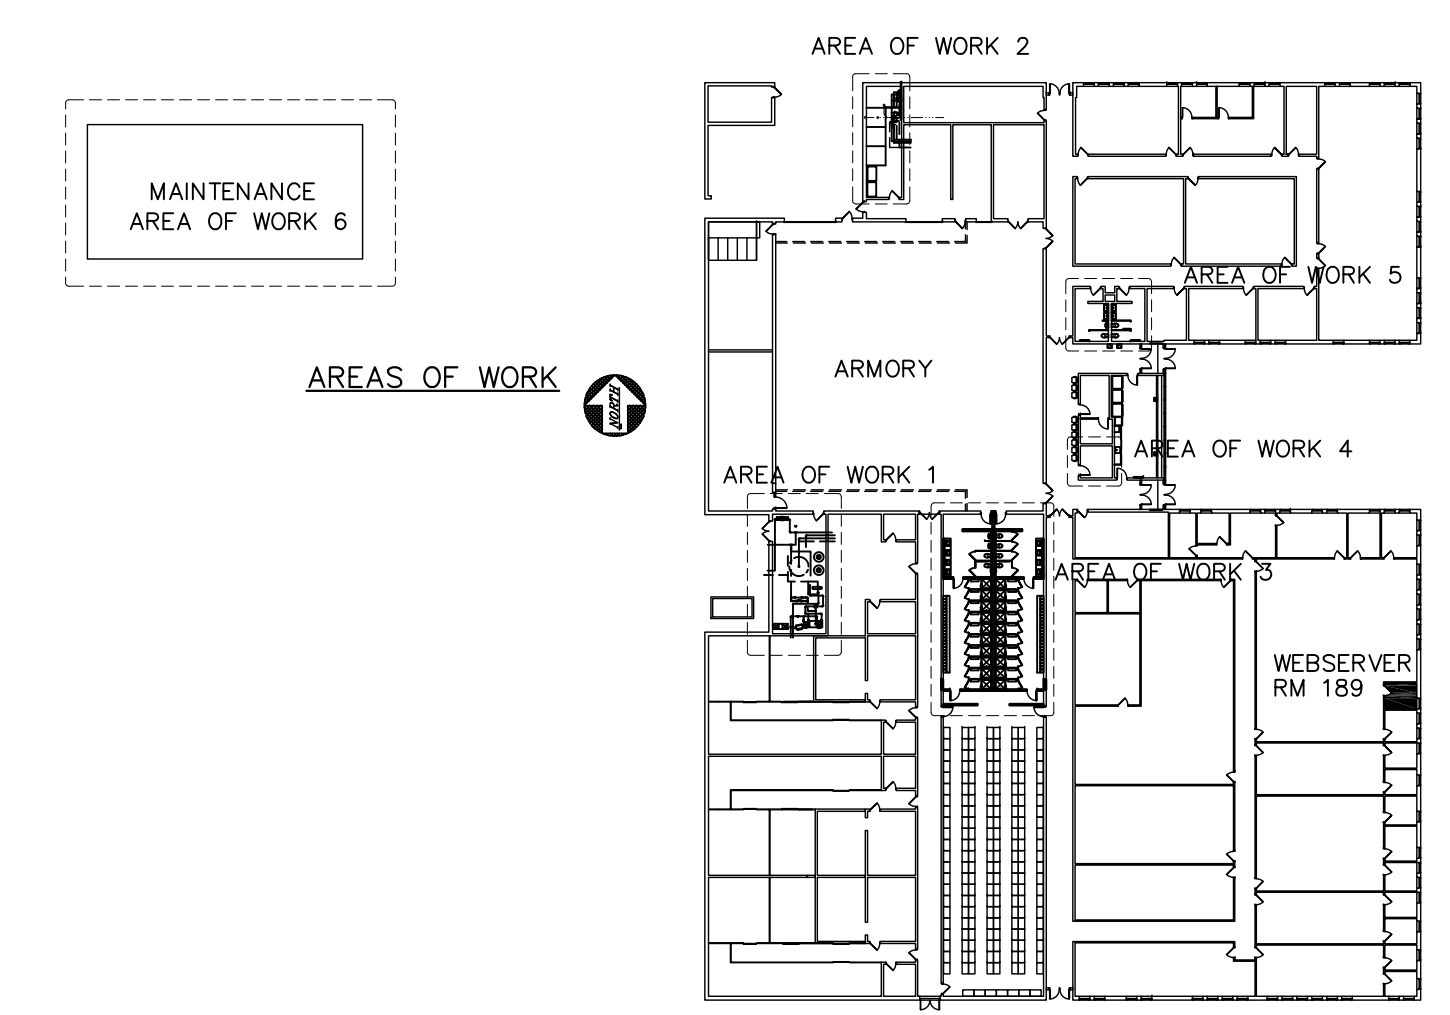 AREA OF WORK 2
MAINTENANCE
AREA OF WORK 6
AREA OF WORK 5
ARMORY
AREAS OF WORK
NORTH
AREA OF WORK 4
AREA OF WORK 1
AREA OF WORK 3
WEBSERVER
RM 189